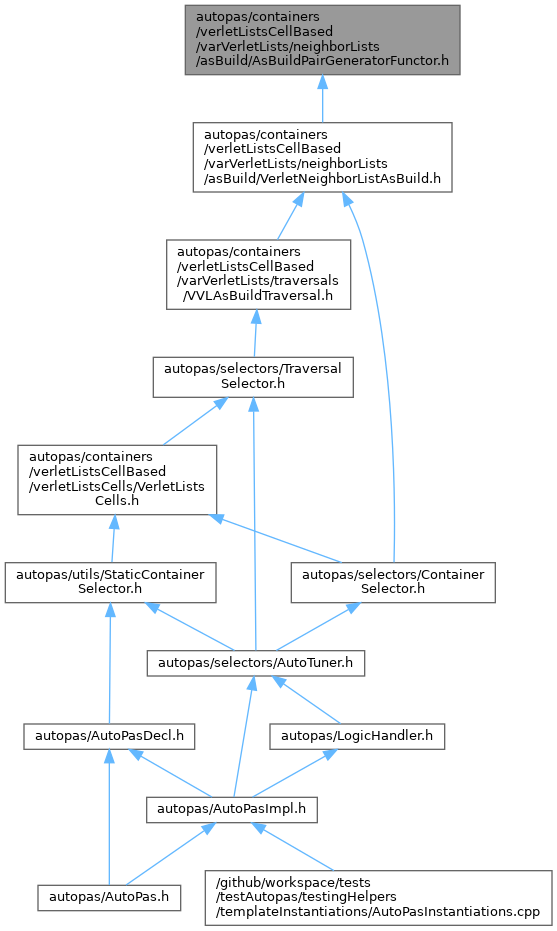 autopas/containers
/verletListsCellBased
/varVerletLists/neighborLists
/asBuild/AsBuildPairGeneratorFunctor.h
autopas/containers
/verletListsCellBased
/varVerletLists/neighborLists
/asBuild/VerletNeighborListAsBuild.h
autopas/containers
/verletListsCellBased
/varVerletLists/traversals
/VVLAsBuildTraversal.h
autopas/selectors/Traversal
Selector.h
autopas/containers
/verletListsCellBased
/verletListsCells/VerletLists
Cells.h
autopas/utils/StaticContainer
Selector.h
autopas/selectors/Container
Selector.h
autopas/selectors/AutoTuner.h
autopas/AutoPasDecl.h
autopas/LogicHandler.h
autopas/AutoPasImpl.h
autopas/AutoPas.h
/github/workspace/tests
/testAutopas/testingHelpers
/templateInstantiations/AutoPasInstantiations.cpp